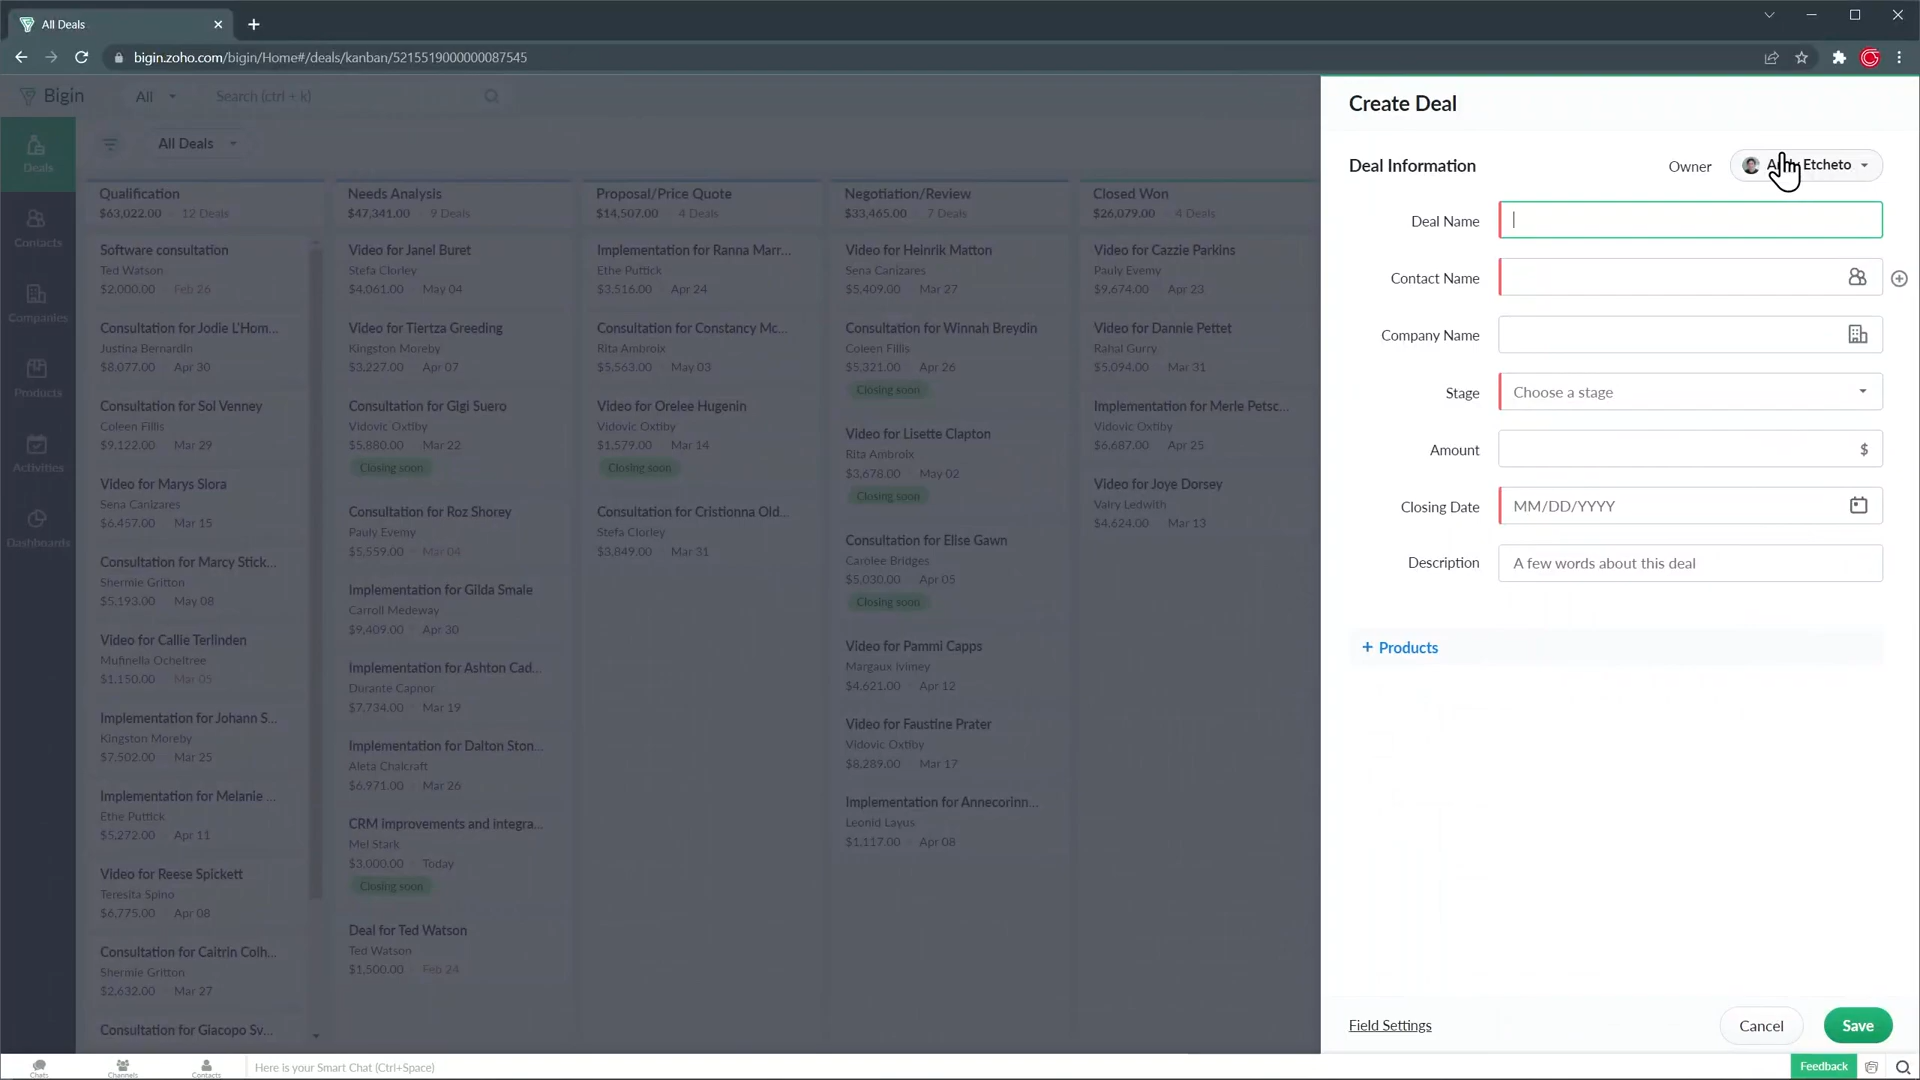 All Deals
bigin.zoho.com/bigin/Home#/deals/kanban/5215519000000087545
Bigin
All
Search (ctrl + k)
Deals
Contacts
Companies
Products
Activities
Dashboards
All Deals
Qualification
$63,022.00 · 12 Deals
Software consultation
Ted Watson
$2,000.00 · Feb 26
Consultation for Jodie L'Hom...
Justina Bernardin
$8,077.00 · Apr 30
Consultation for Sol Venney
Coleen Fillis
$9,122.00 · Mar 29
Video for Marys Slora
Sena Canizares
$6,457.00 · Mar 15
Consultation for Marcy Stick...
Shermie Gritton
$5,193.00 · May 08
Video for Callie Terlinden
Mufinella Ocheltree
$1,150.00 · Mar 05
Implementation for Johann S...
Kingston Moreby
$7,502.00 · Mar 25
Implementation for Melanie ...
Ethe Puttick
$5,272.00 · Apr 11
Video for Reese Spickett
Teresita Spino
$6,775.00 · Apr 08
Consultation for Caitrin Colh...
Shermie Gritton
$2,632.00 · Mar 27
Consultation for Giacopo Sv...
Needs Analysis
$47,341.00 · 9 Deals
Video for Janel Buret
Stefa Clorley
$4,061.00 · May 04
Video for Tiertza Greeding
Kingston Moreby
$3,227.00 · Apr 07
Consultation for Gigi Suero
Vidovic Oxtiby
$5,880.00 · Mar 22
Closing soon
Consultation for Roz Shorey
Pauly Evemy
$5,559.00 · Mar 04
Implementation for Gilda Smale
Carroll Medeway
$9,409.00 · Apr 30
Implementation for Ashton Cad...
Durante Capnor
$7,734.00 · Mar 19
Implementation for Dalton Ston...
Aleta Chalcraft
$6,971.00 · Mar 26
CRM improvements and integra...
Mel Stark
$3,000.00 · Today
Closing soon
Deal for Ted Watson
Ted Watson
$1,500.00 · Feb 24
Proposal/Price Quote
$14,507.00 · 4 Deals
Implementation for Ranna Marr...
Ethe Puttick
$3,516.00 · Apr 24
Consultation for Constancy Mc...
Rita Ambroix
$5,563.00 · May 03
Video for Orelee Hugenin
Vidovic Oxtiby
$1,579.00 · Mar 14
Closing soon
Consultation for Cristionna Old...
Stefa Clorley
$3,849.00 · Mar 31
Negotiation/Review
$33,465.00 · 7 Deals
Video for Heinrik Matton
Sena Canizares
$5,409.00 · Mar 27
Consultation for Winnah Breydin
Coleen Fillis
$5,321.00 · Apr 26
Closing soon
Video for Lisette Clapton
Rita Ambroix
$3,678.00 · May 02
Closing soon
Consultation for Elise Gawn
Carolee Bridges
$5,030.00 · Apr 05
Closing soon
Video for Pammi Capps
Margaux Ivimey
$4,621.00 · Apr 12
Video for Faustine Prater
Vidovic Oxtiby
$8,289.00 · Mar 17
Implementation for Annecorinn...
Leonid Layus
$1,117.00 · Apr 08
Closed Won
$26,079.00 · 4 Deals
Video for Cazzie Parkins
Pauly Evemy
$9,674.00 · Apr 23
Video for Dannie Pettet
Rahal Gurry
$5,094.00 · Mar 31
Implementation for Merle Petsc...
Vidovic Oxtiby
$6,687.00 · Apr 25
Video for Joye Dorsey
Valry Ledwith
$4,624.00 · Mar 13
Create Deal
Deal Information
Owner
Etcheto
Deal Name
Contact Name
Company Name
Stage
Choose a stage
Amount
$
Closing Date
MM/DD/YYYY
Description
A few words about this deal
+ Products
Field Settings
Cancel
Save
Chats
Channels
Contacts
Here is your Smart Chat (Ctrl+Space)
Feedback